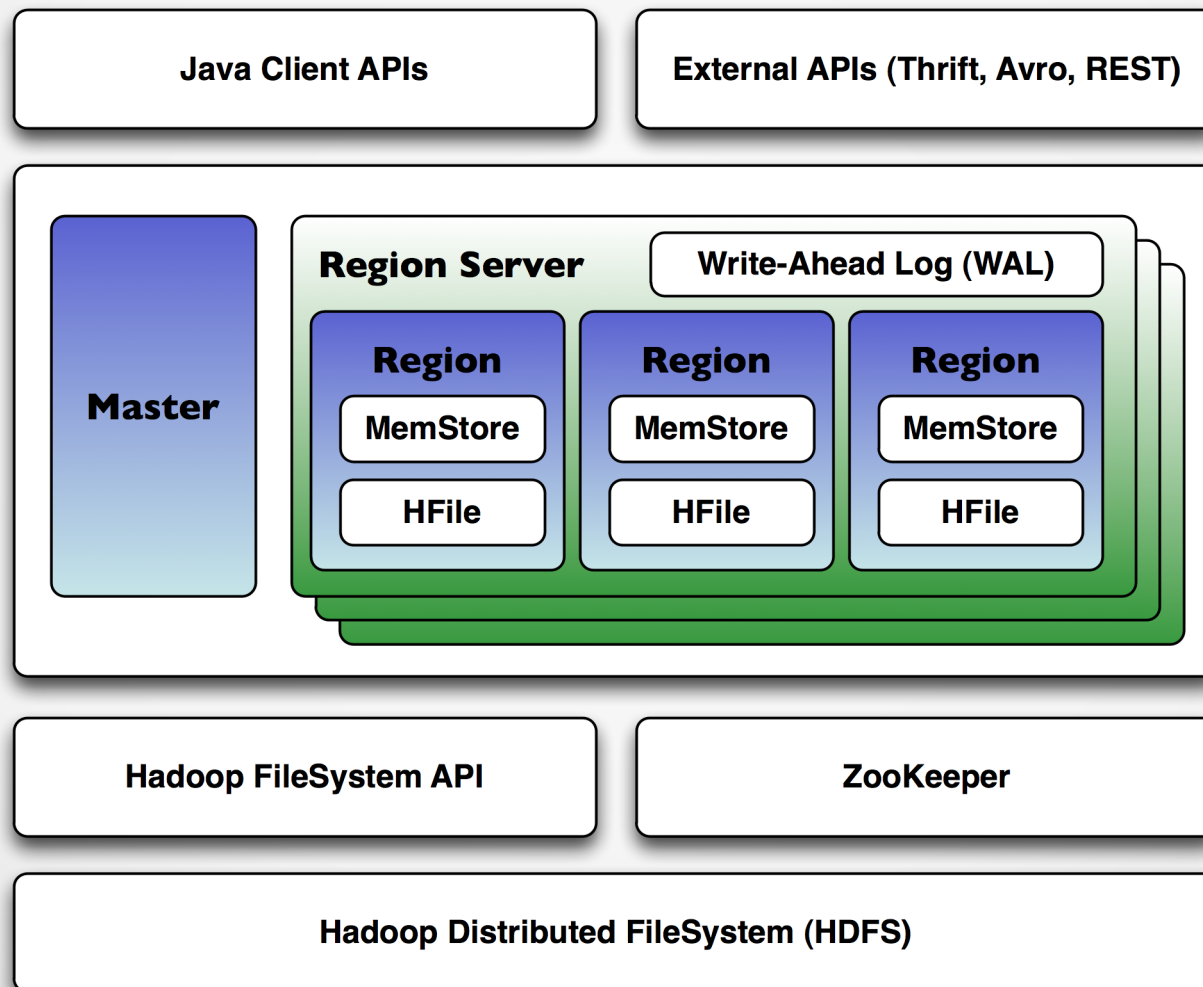 Java Client APIs
External APIs (Thrift, Avro, REST)
Master
Region Server
Write-Ahead Log (WAL)
Region
MemStore
HFile
Region
MemStore
HFile
Region
MemStore
HFile
Hadoop FileSystem API
ZooKeeper
Hadoop Distributed FileSystem (HDFS)